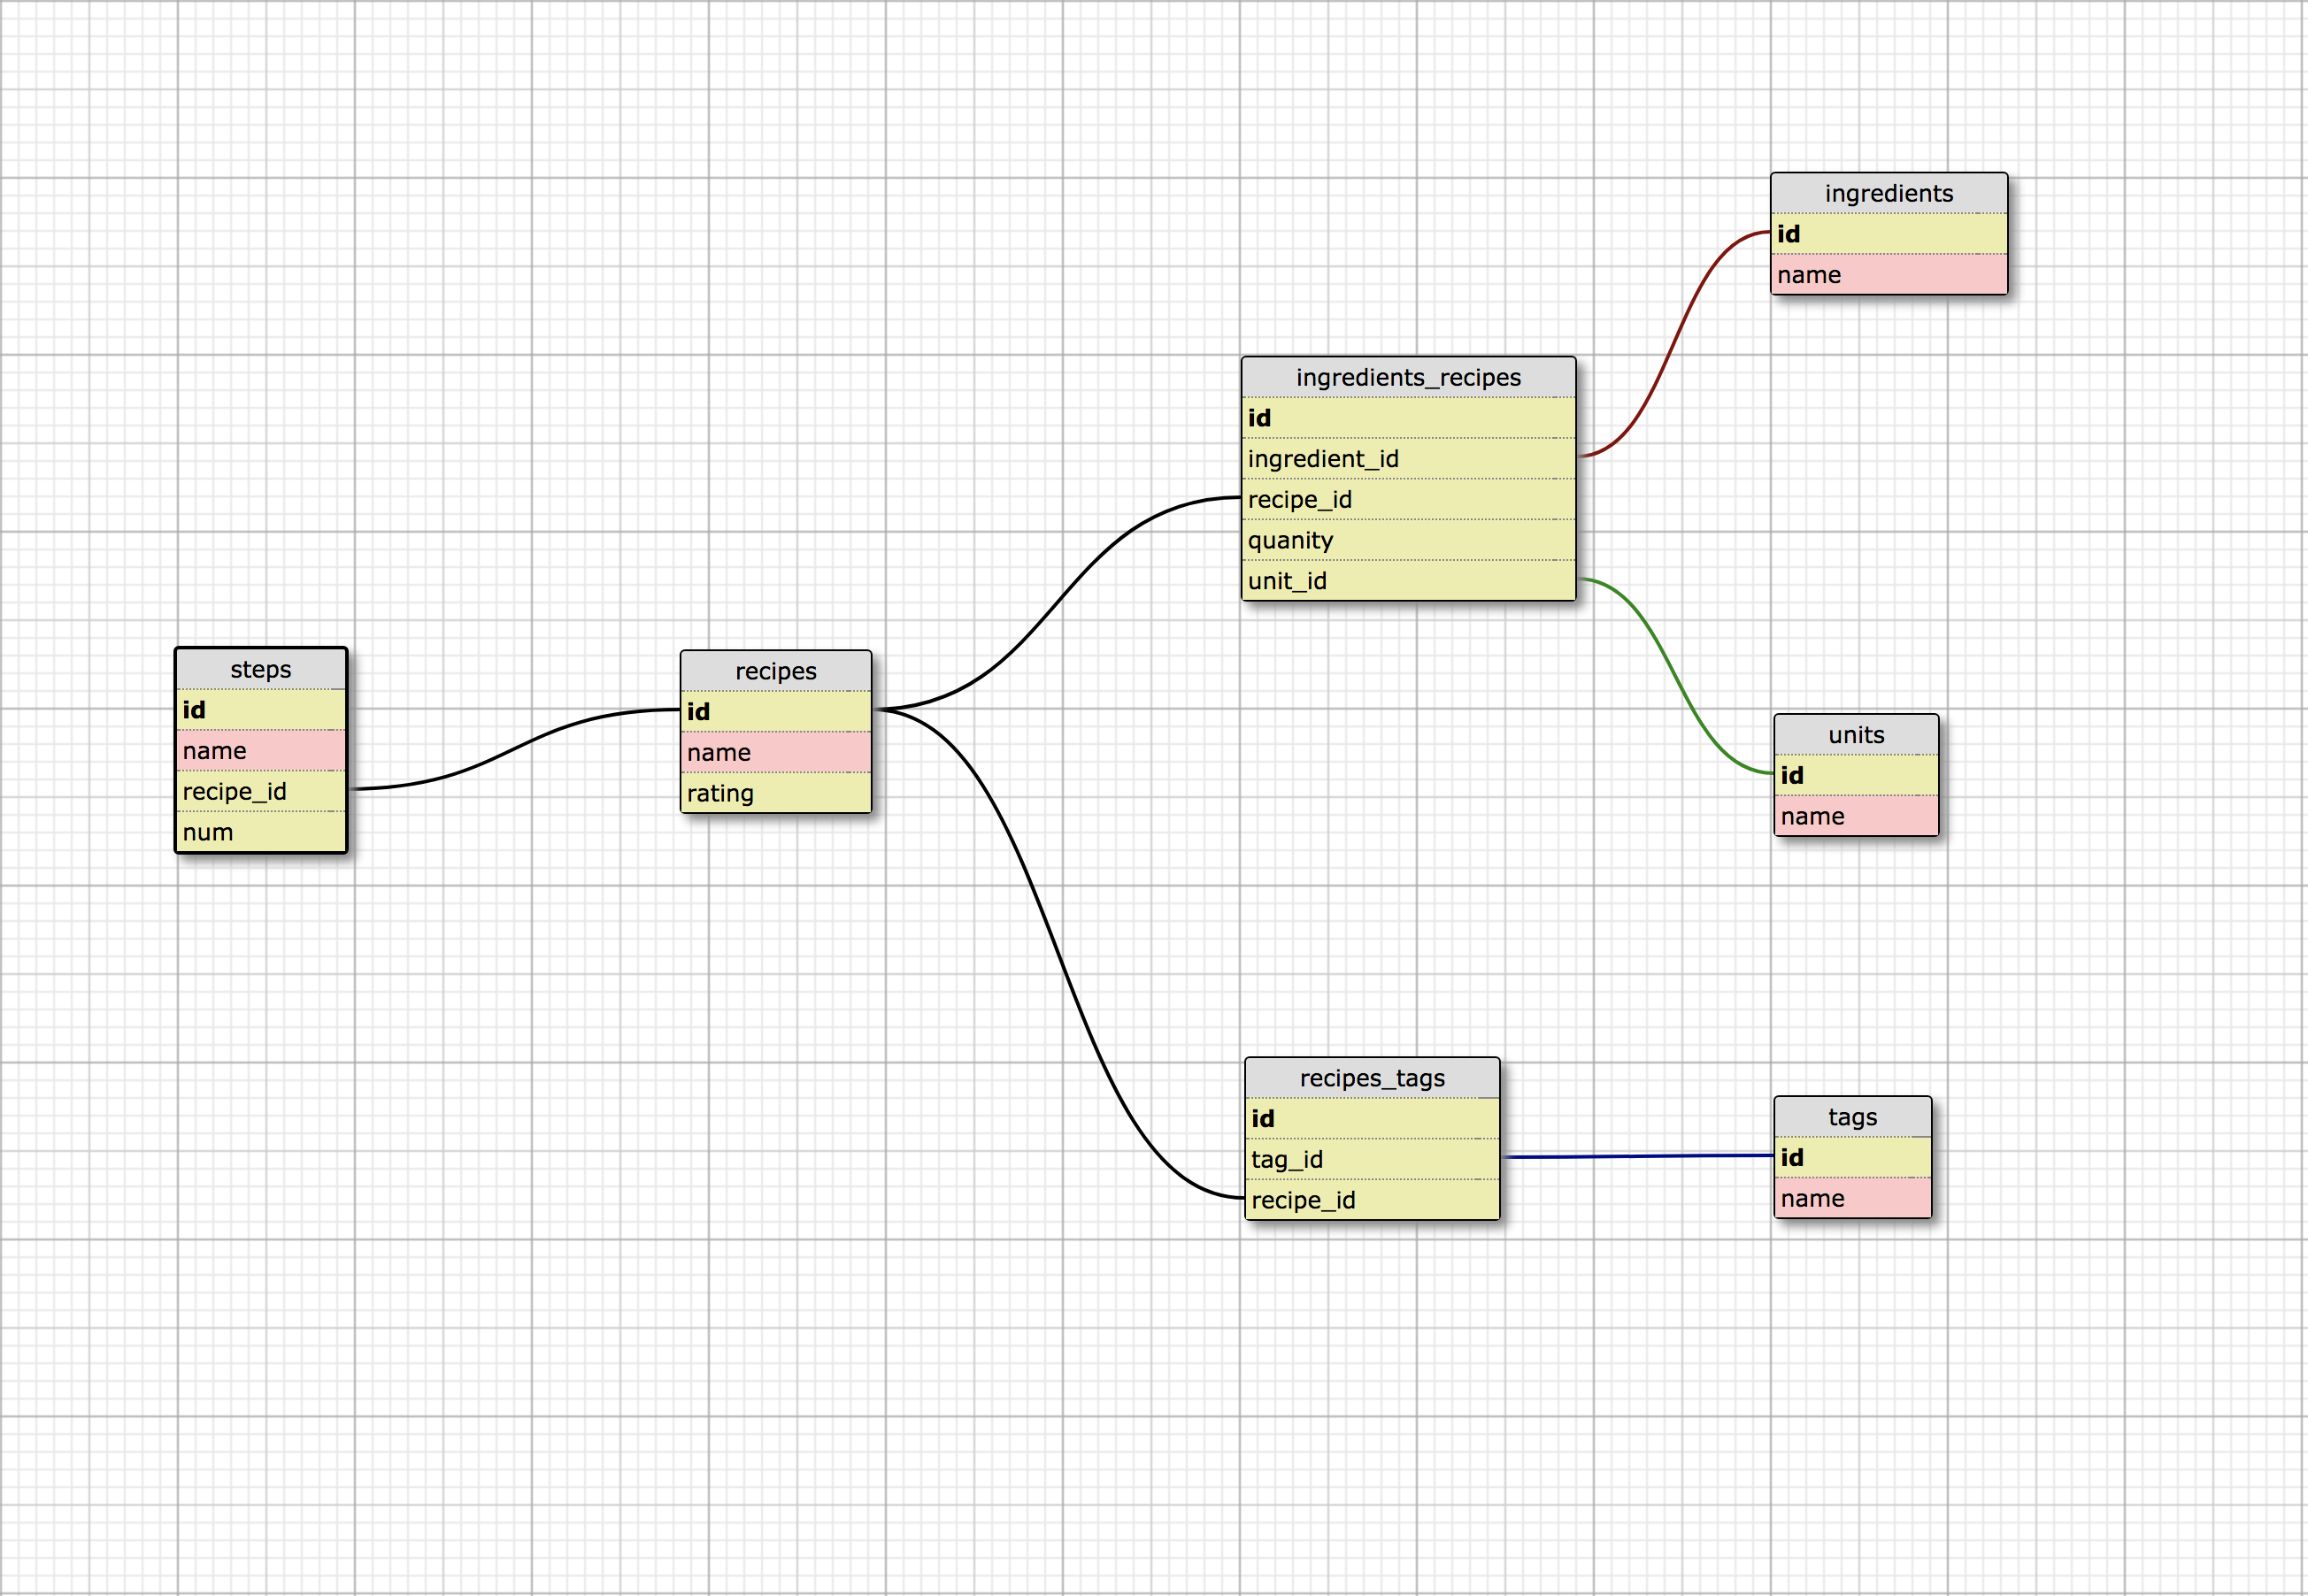 steps
id
name
recipe_id
num
recipes
id
name
rating
ingredients_recipes
id
ingredient_id
recipe_id
quanity
unit_id
ingredients
id
name
units
id
name
recipes_tags
id
tag_id
recipe_id
tags
id
name